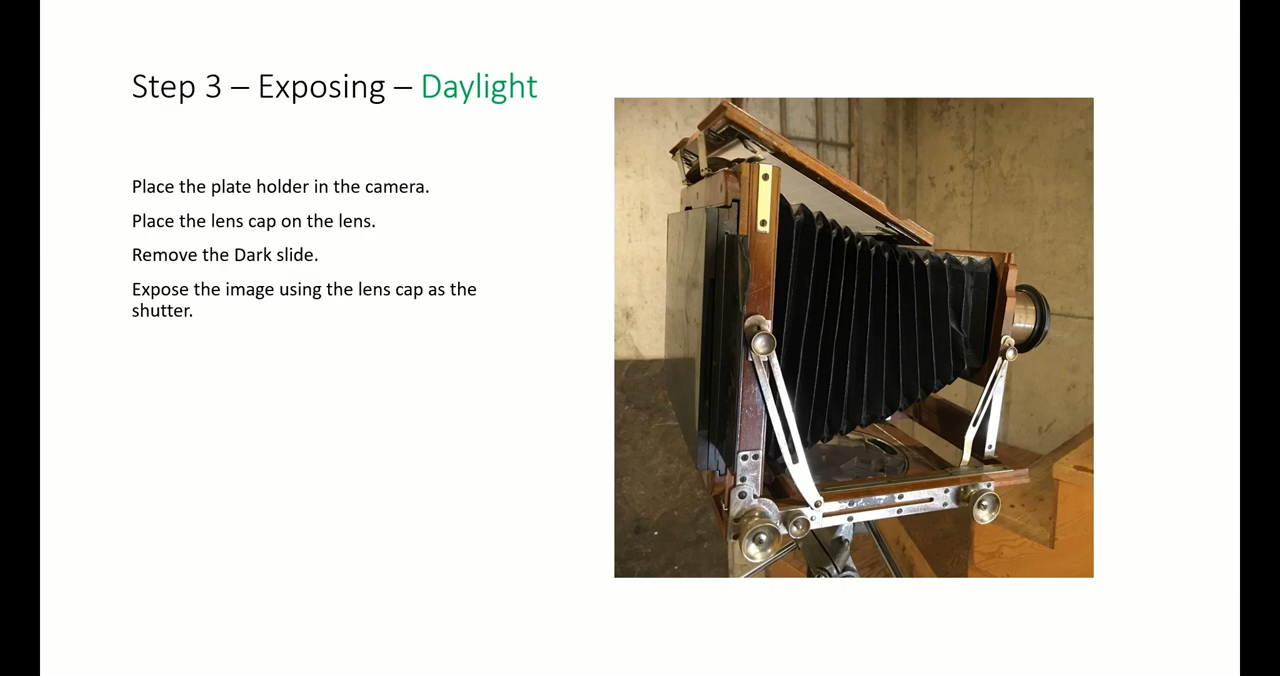 Step 3 – Exposing – Daylight
Place the plate holder in the camera.
Place the lens cap on the lens.
Remove the Dark slide.
Expose the image using the lens cap as the
shutter.